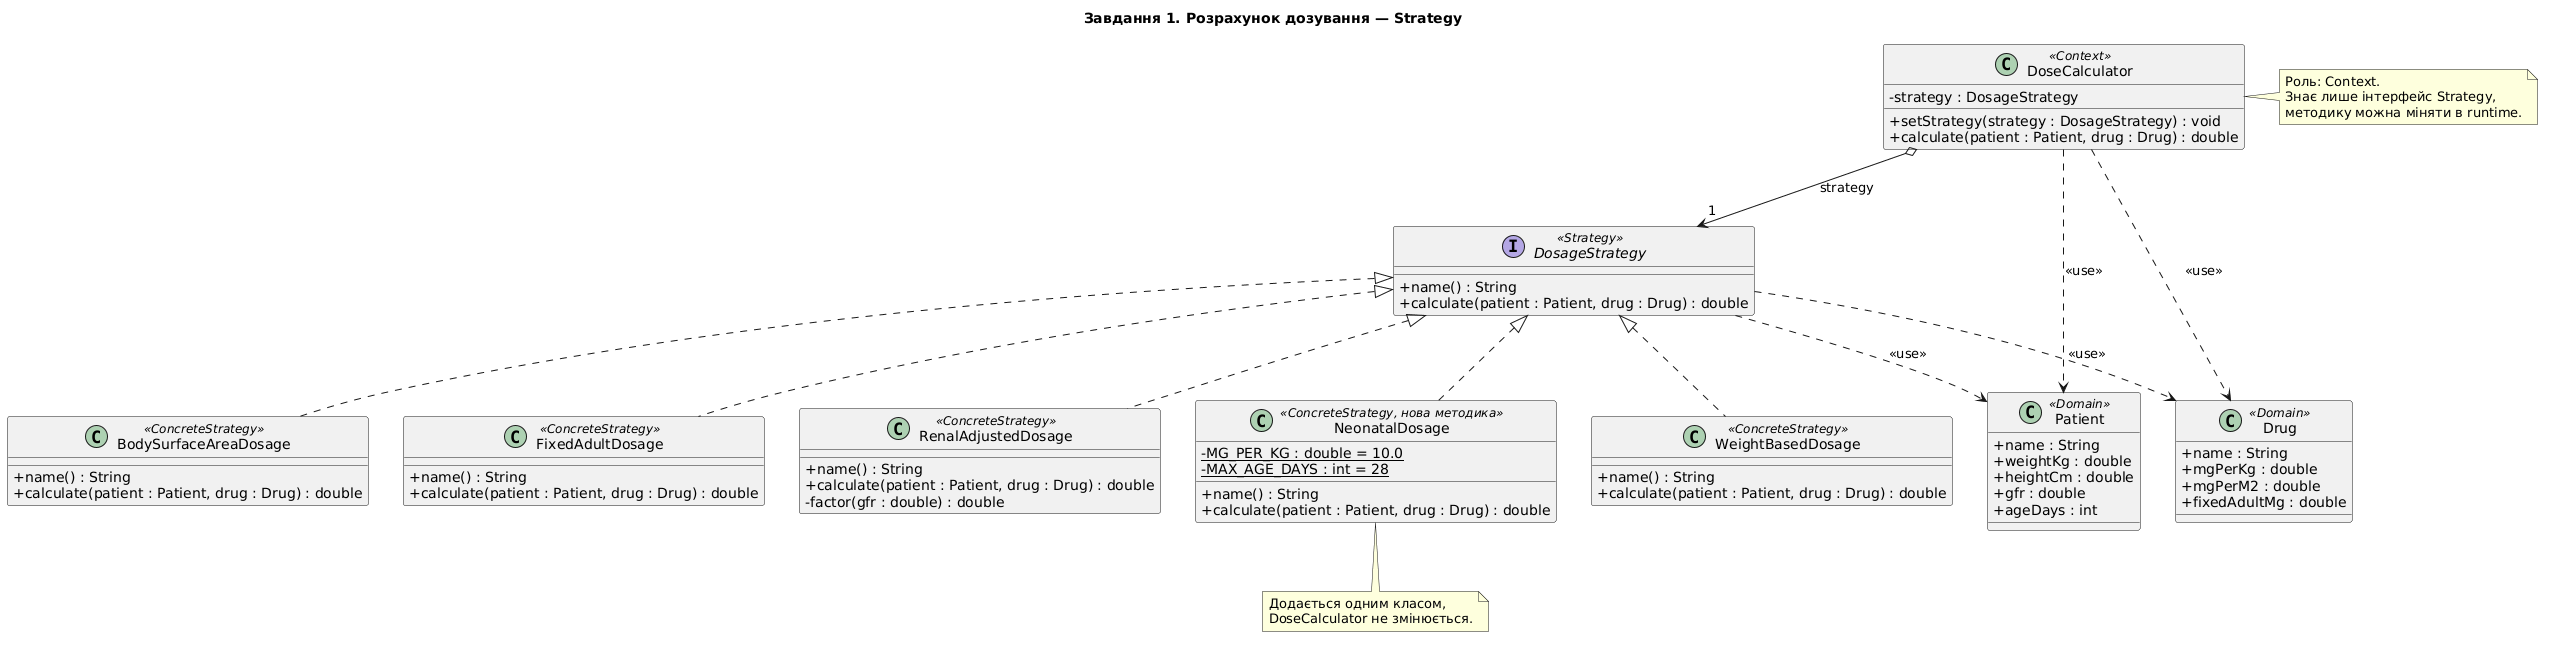 Завдання 1. Розрахунок дозування — Strategy
«Context»
C DoseCalculator
-strategy : DosageStrategy
+setStrategy(strategy : DosageStrategy) : void
+calculate(patient : Patient, drug : Drug) : double
Роль: Context.
Знає лише інтерфейс Strategy,
методику можна міняти в runtime.
strategy
1
«Strategy»
I DosageStrategy
+name() : String
+calculate(patient : Patient, drug : Drug) : double
«use»
«use»
«use»
«use»
«ConcreteStrategy»
C BodySurfaceAreaDosage
+name() : String
+calculate(patient : Patient, drug : Drug) : double
«ConcreteStrategy»
C FixedAdultDosage
+name() : String
+calculate(patient : Patient, drug : Drug) : double
«ConcreteStrategy»
C RenalAdjustedDosage
+name() : String
+calculate(patient : Patient, drug : Drug) : double
-factor(gfr : double) : double
«ConcreteStrategy, нова методика»
C NeonatalDosage
-MG_PER_KG : double = 10.0
-MAX_AGE_DAYS : int = 28
+name() : String
+calculate(patient : Patient, drug : Drug) : double
«ConcreteStrategy»
C WeightBasedDosage
+name() : String
+calculate(patient : Patient, drug : Drug) : double
«Domain»
C Patient
+name : String
+weightKg : double
+heightCm : double
+gfr : double
+ageDays : int
«Domain»
C Drug
+name : String
+mgPerKg : double
+mgPerM2 : double
+fixedAdultMg : double
Додається одним класом,
DoseCalculator не змінюється.